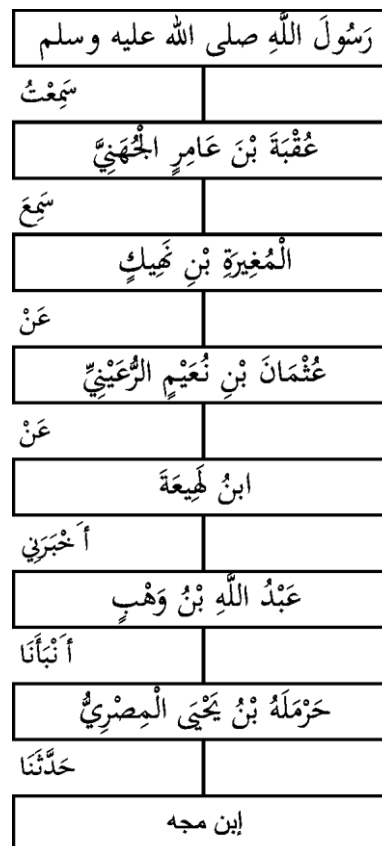 رَسُولَ اللَّهِ صلى الله عليه وسلم
سَمِعْتُ
عُقْبَةَ بْنَ عَامِرٍ الْجُهَنِيَّ
سَمِعَ
الْمُغِيرَةِ بْنِ نَهِيكٍ
عَنْ
عُثْمَانَ بْنِ نُعَيْمٍ الرُّعَيْنِيِّ
عَنْ
ابنُ لَهِيعَةَ
أَخْبَرَنِي
عَبْدُ اللَّهِ بْنُ وَهْبٍ
أَنْبَأَنَا
حَرْمَلَهُ بْنُ يَحْيَى الْمِصْرِيُّ
حَدَّثَنَا
إبن مجه